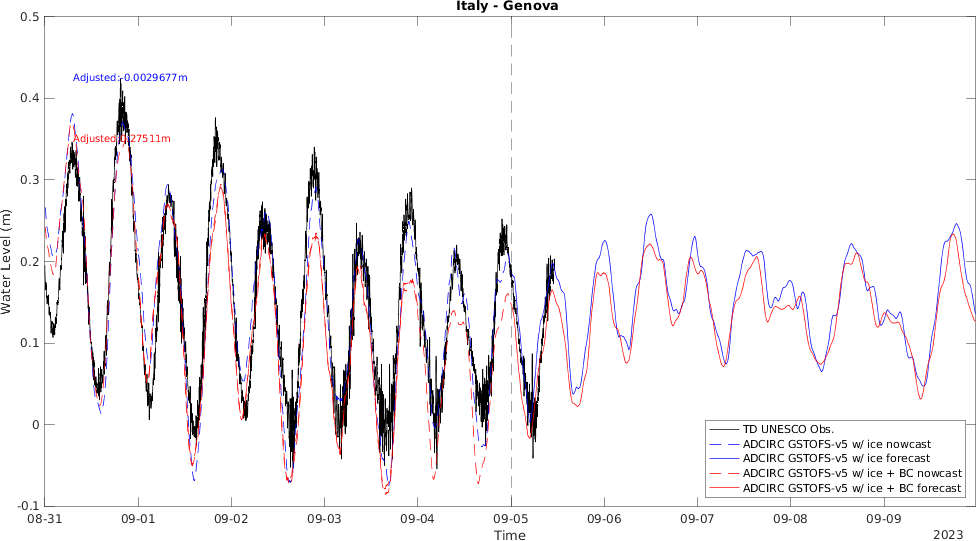 Italy - Genova
0.5
0.4
0.3
0.2
0.1
0
-0.1
Water Level (m)
Adjusted:-0.0029677m
Adjusted:0.27511m
08-31
09-01
09-02
09-03
09-04
09-05
09-06
09-07
09-08
09-09
Time
2023
TD UNESCO Obs.
ADCIRC GSTOFS-v5 w/ ice nowcast
ADCIRC GSTOFS-v5 w/ ice forecast
ADCIRC GSTOFS-v5 w/ ice + BC nowcast
ADCIRC GSTOFS-v5 w/ ice + BC forecast